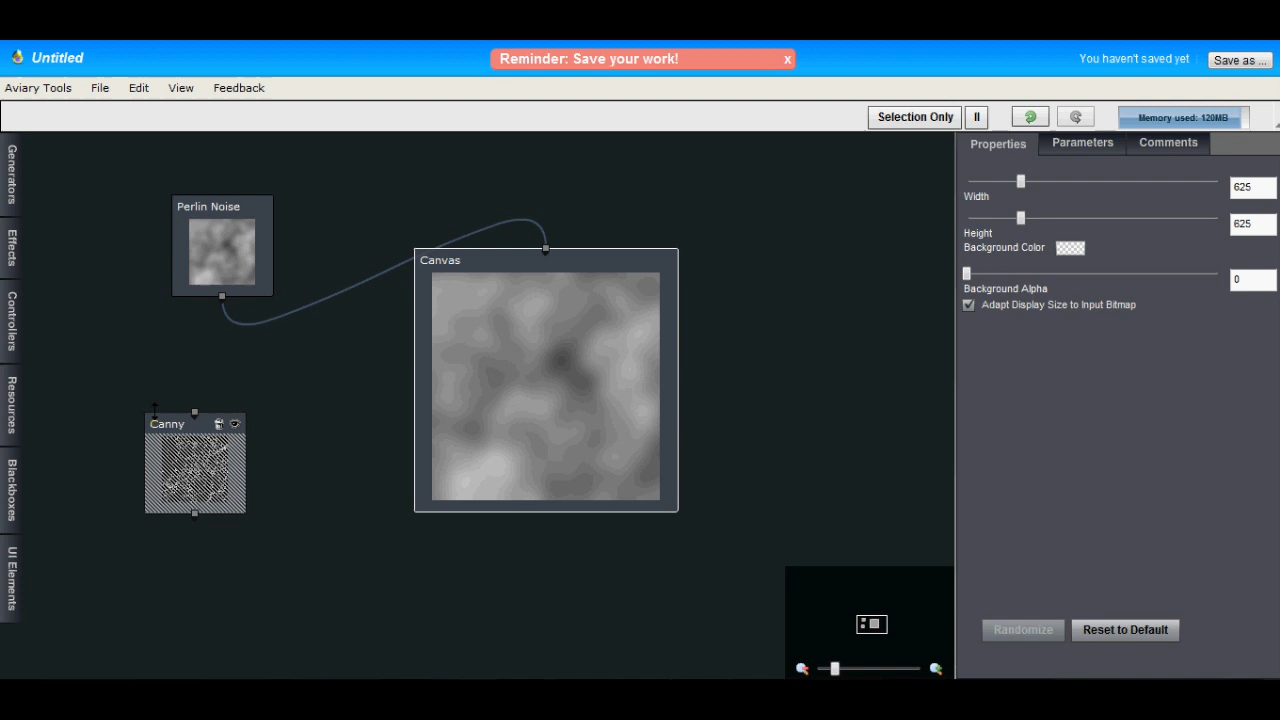 Untitled
Reminder: Save your work!
x
You haven't saved yet
Save as ...
Aviary Tools File Edit View Feedback
Selection Only
Memory used: 120MB
Generators
Effects
Controllers
Resources
Blackboxes
UI Elements
Perlin Noise
Canvas
Canny
Properties Parameters Comments
Width 625
Height 625
Background Color
Background Alpha 0
Adapt Display Size to Input Bitmap
Randomize Reset to Default